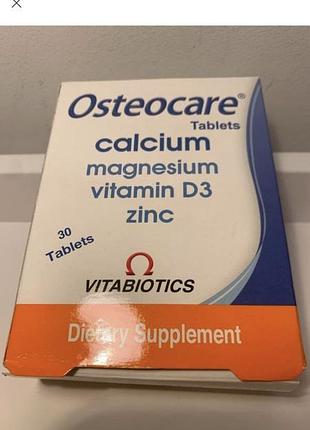 Osteocare®
Tablets
calcium
magnesium
vitamin D3
zinc
30
Tablets
VITABIOTICS
Dietary Supplement